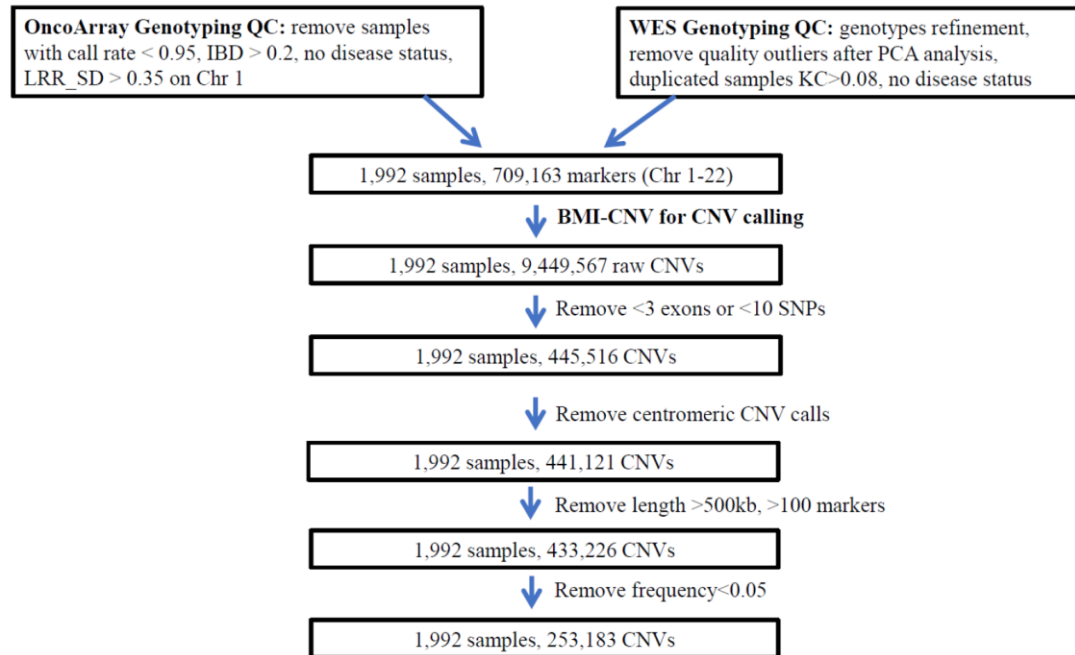 OncoArray Genotyping QC: remove samples
with call rate < 0.95, IBD > 0.2, no disease status,
LRR_SD > 0.35 on Chr 1
WES Genotyping QC: genotypes refinement,
remove quality outliers after PCA analysis,
duplicated samples KC>0.08, no disease status
1,992 samples, 709,163 markers (Chr 1-22)
BMI-CNV for CNV calling
1,992 samples, 9,449,567 raw CNVs
Remove <3 exons or <10 SNPs
1,992 samples, 445,516 CNVs
Remove centromeric CNV calls
1,992 samples, 441,121 CNVs
Remove length >500kb, >100 markers
1,992 samples, 433,226 CNVs
Remove frequency<0.05
1,992 samples, 253,183 CNVs